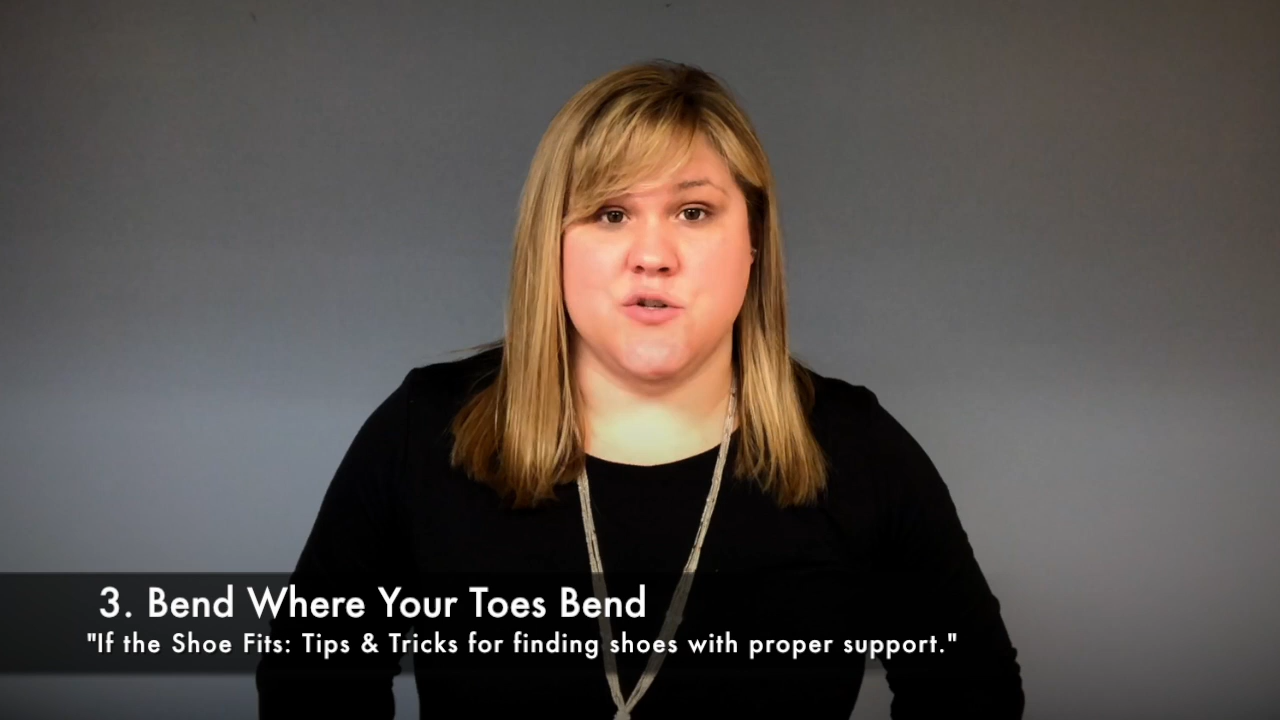 3. Bend Where Your Toes Bend
"If the Shoe Fits: Tips & Tricks for finding shoes with proper support."